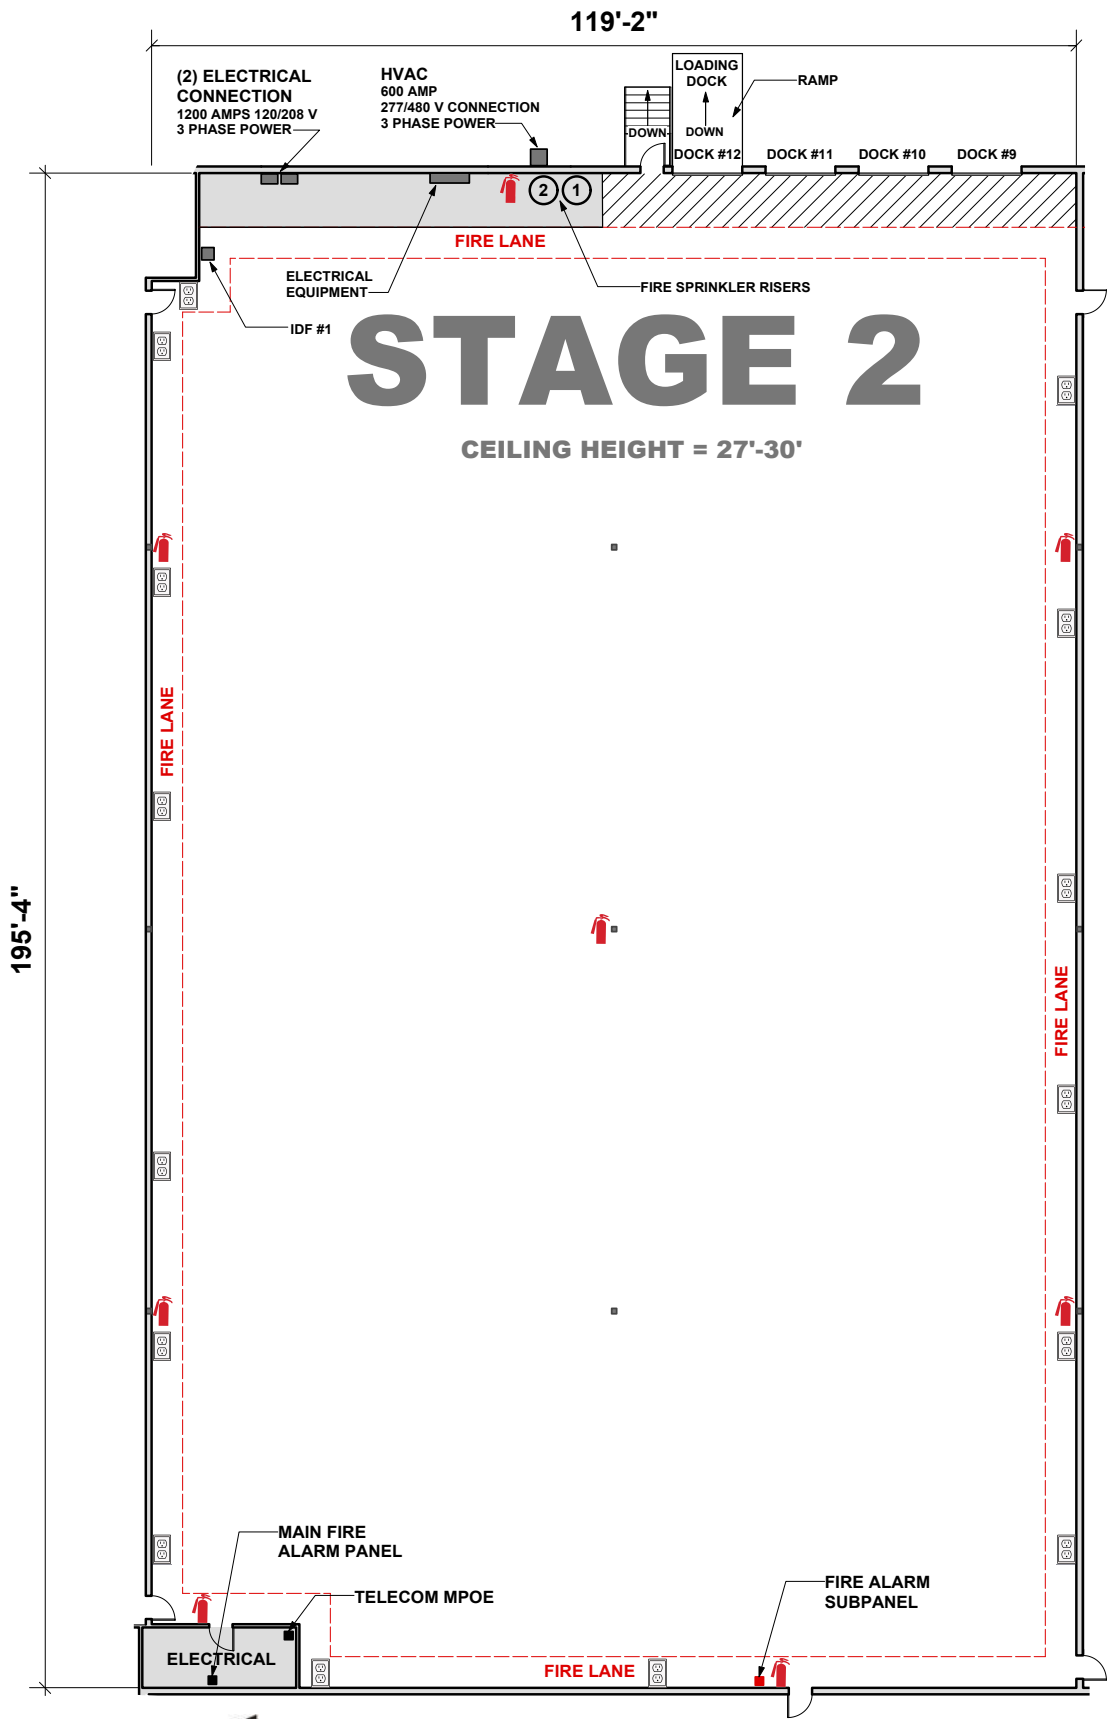 119'-2"
(2) ELECTRICAL
CONNECTION
1200 AMPS 120/208 V
3 PHASE POWER
HVAC
600 AMP
277/480 V CONNECTION
3 PHASE POWER
LOADING
DOCK
RAMP
DOWN
DOWN
DOCK #12
DOCK #11
DOCK #10
DOCK #9
2
1
FIRE LANE
ELECTRICAL
EQUIPMENT
FIRE SPRINKLER RISERS
IDF #1
STAGE 2
CEILING HEIGHT = 27'-30'
FIRE LANE
195'-4"
FIRE LANE
MAIN FIRE
ALARM PANEL
TELECOM MPOE
FIRE ALARM
SUBPANEL
ELECTRICAL
FIRE LANE